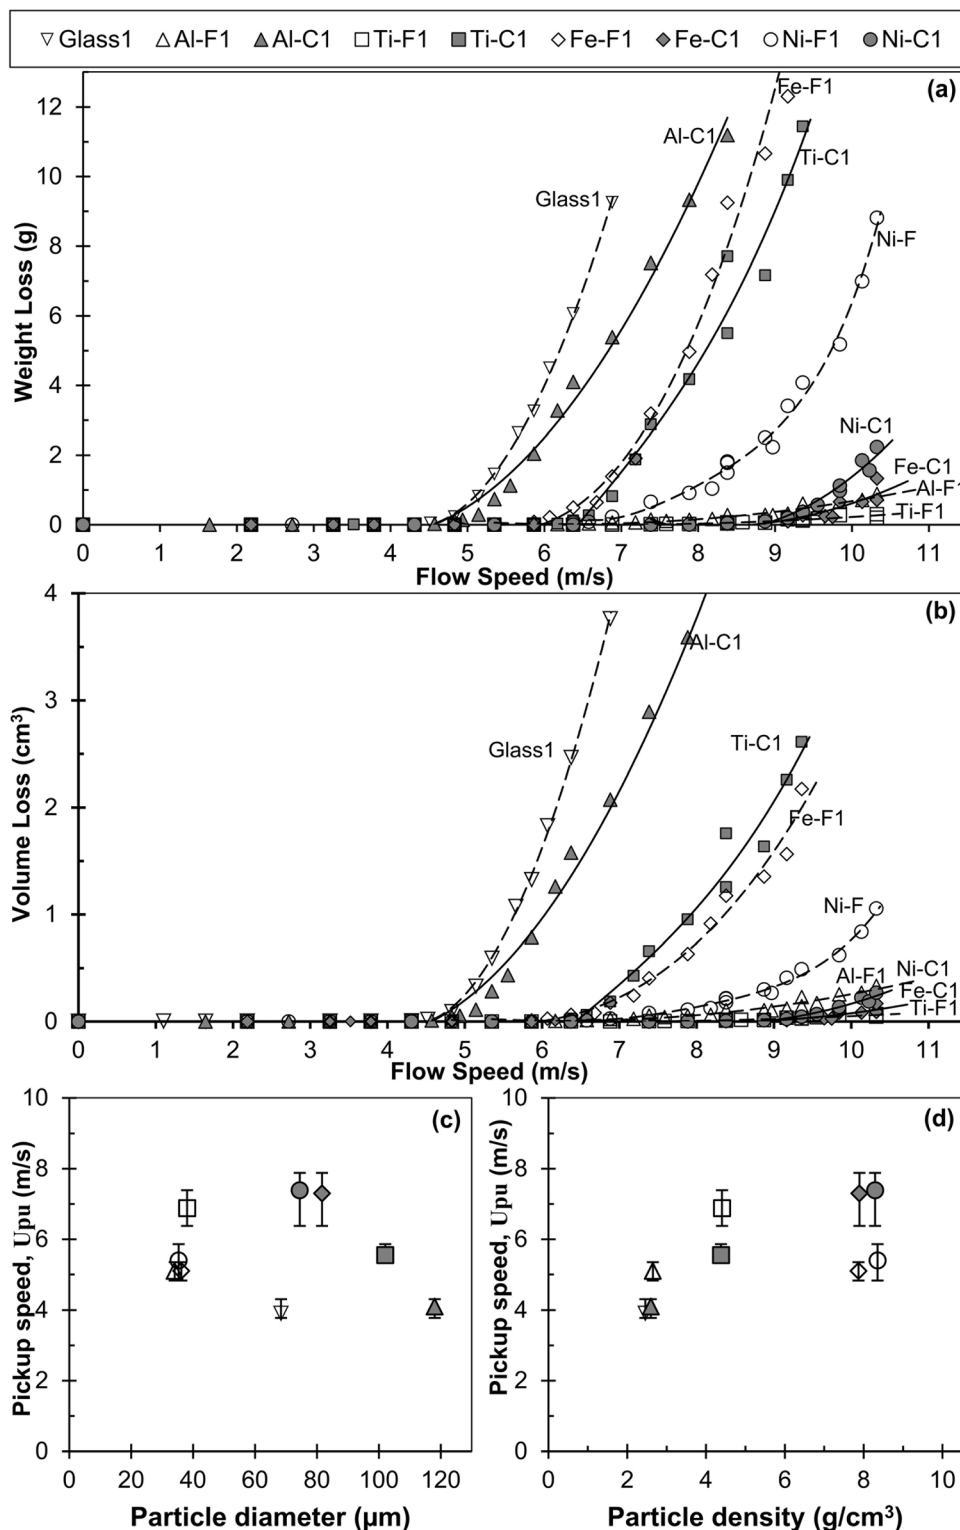 Glass1 Al-F1 Al-C1 Ti-F1 Ti-C1 Fe-F1 Fe-C1 Ni-F1 Ni-C1
(a)
Weight Loss (g)
12
10
8
6
4
2
0
Glass1
Al-C1
Fe-F1
Ti-C1
Ni-F
Ni-C1
Fe-C1
Al-F1
Ti-F1
0 1 2 3 4 5 6 7 8 9 10 11
Flow Speed (m/s)
(b)
Volume Loss (cm³)
4
3
2
1
0
Glass1
Al-C1
Ti-C1
Fe-F1
Ni-F
Al-F1
Ni-C1
Fe-C1
Ti-F1
0 1 2 3 4 5 6 7 8 9 10 11
Flow Speed (m/s)
(c)
Pickup speed, Upu (m/s)
10
8
6
4
2
0
0 20 40 60 80 100 120
Particle diameter (µm)
(d)
Pickup speed, Upu (m/s)
10
8
6
4
2
0
0 2 4 6 8 10
Particle density (g/cm³)